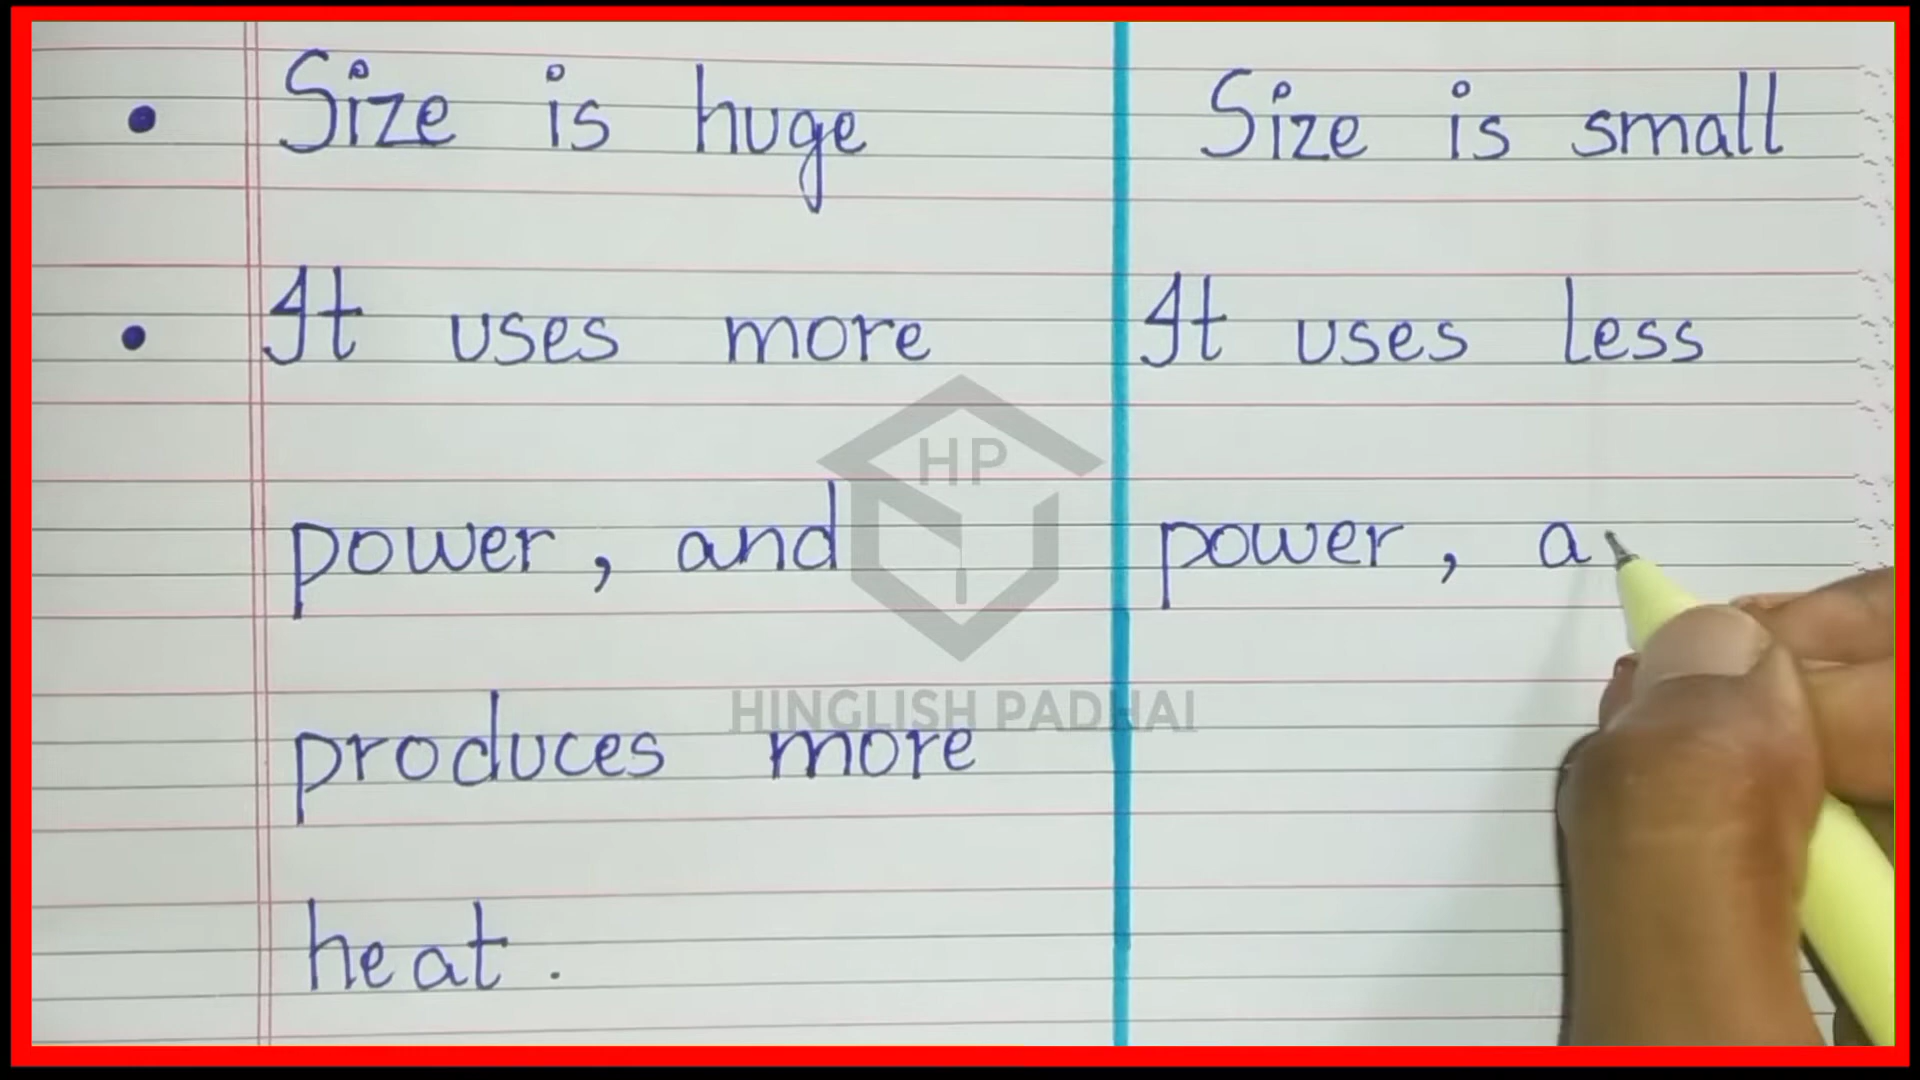 • Size is huge
• It uses more
power, and
produces more
heat.
Size is small
It uses less
power, a
HP
HINGLISH PADHAI